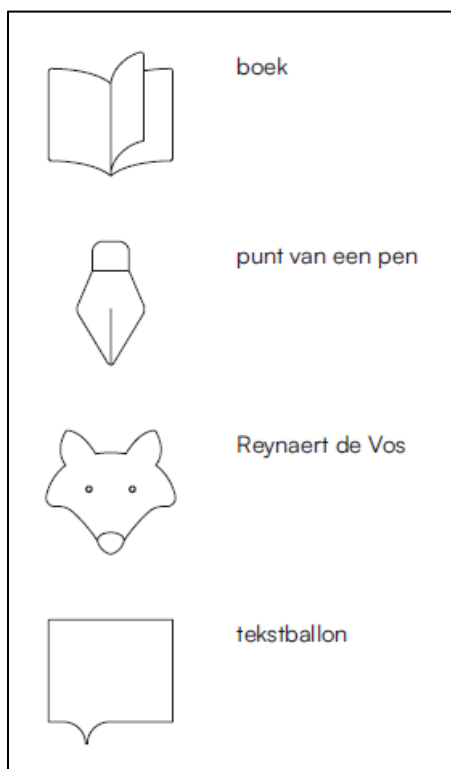 boek
punt van een pen
Reynaert de Vos
tekstballon